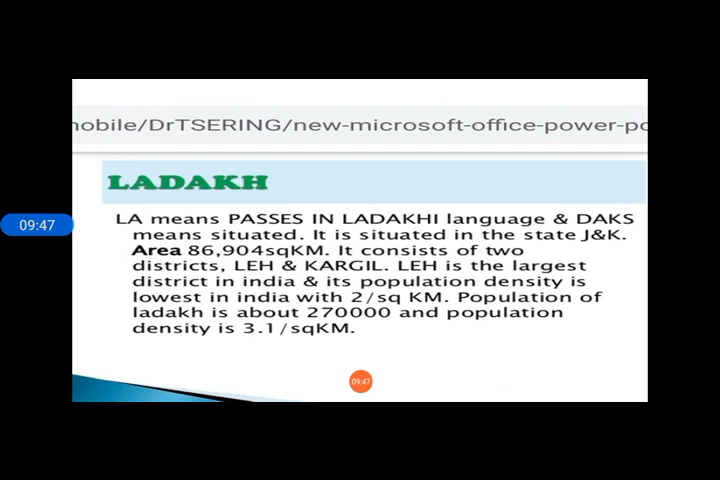 nobile/DrTSERING/new-microsoft-office-power-po
LADAKH
09:47
LA means PASSES IN LADAKHI language & DAKS
means situated. It is situated in the state J&K.
Area 86,904sqKM. It consists of two
districts, LEH & KARGIL. LEH is the largest
district in india & its population density is
lowest in india with 2/sq KM. Population of
ladakh is about 270000 and population
density is 3.1/sqKM.
09:47